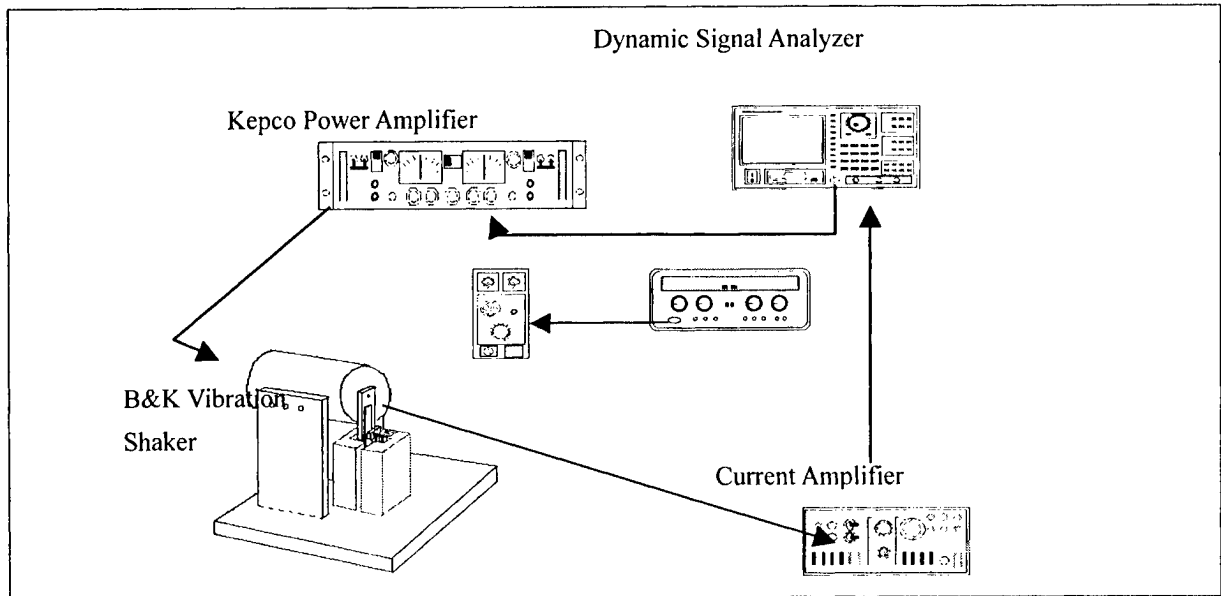 Dynamic Signal Analyzer
Kepco Power Amplifier
B&K Vibration
Shaker
Current Amplifier